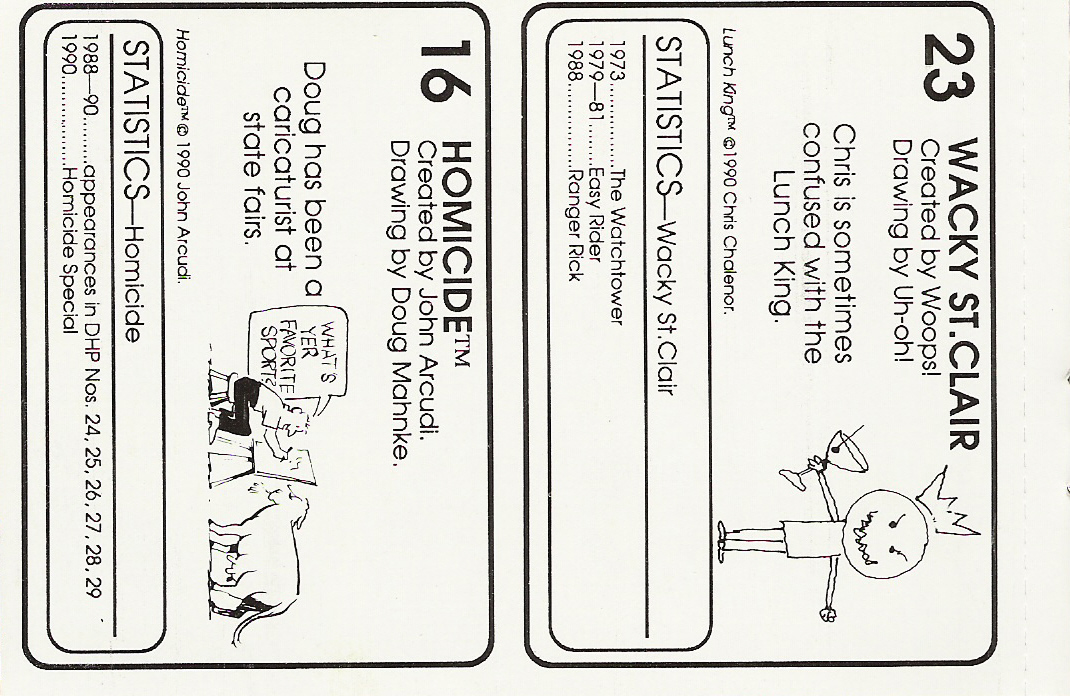 23 WACKY ST.CLAIR
Created by Woops!
Drawing by Uh-oh!
Chris is sometimes
confused with the
Lunch King.
Lunch King™ ©1990 Chris Chalenor.
STATISTICS—Wacky St.Clair
1973................The Watchtower
1979—81........Easy Rider
1988................Ranger Rick
16 HOMICIDE™
Created by John Arcudi.
Drawing by Doug Mahnke.
Doug has been a
caricaturist at
state fairs.
WHAT'S
YER
FAVORITE
SPORT?
Homicide™ © 1990 John Arcudi.
STATISTICS—Homicide
1988—90........appearances in DHP Nos. 24, 25, 26, 27, 28, 29
1990................Homicide Special